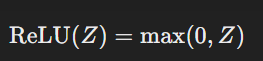 ReLU(Z) = max(0, Z)